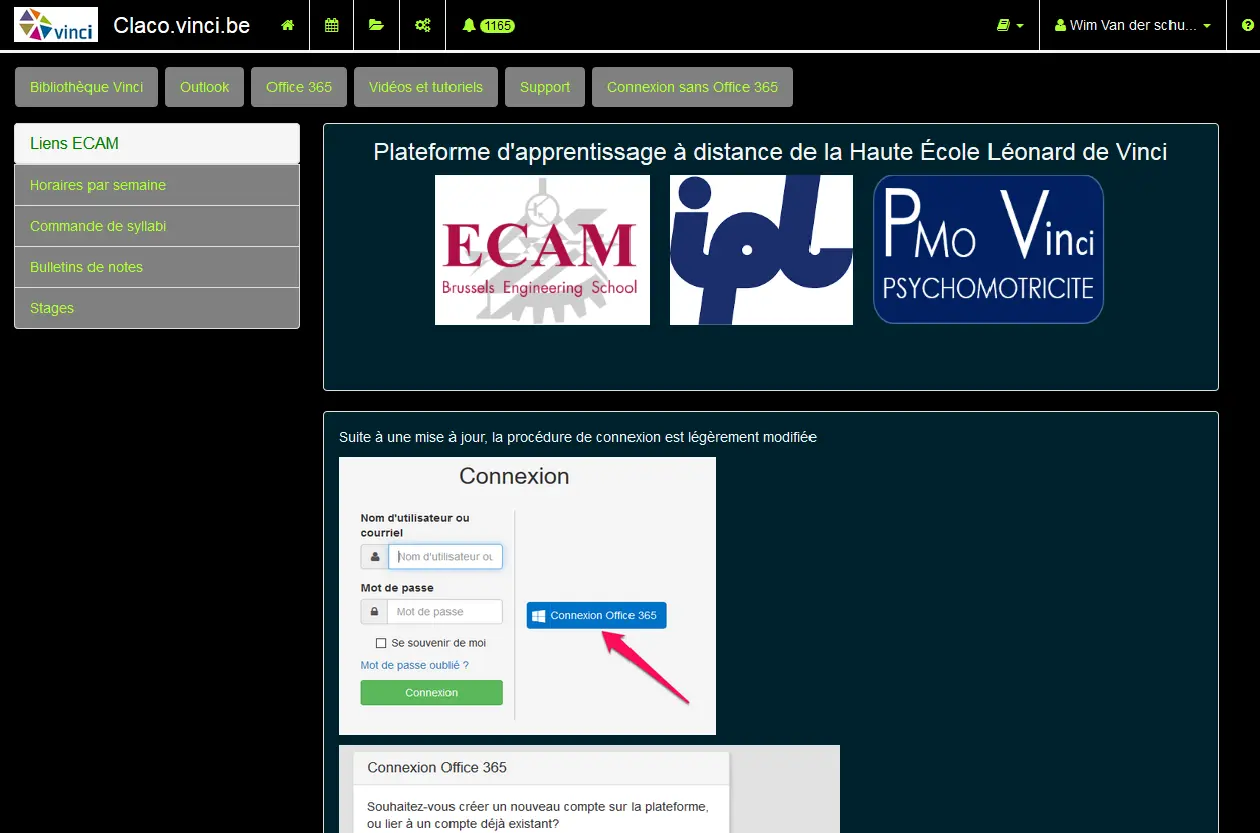 vinci
Claco.vinci.be
1165
Wim Van der schu...
Bibliothèque Vinci
Outlook
Office 365
Vidéos et tutoriels
Support
Connexion sans Office 365
Liens ECAM
Horaires par semaine
Commande de syllabi
Bulletins de notes
Stages
Plateforme d'apprentissage à distance de la Haute École Léonard de Vinci
ECAM
Brussels Engineering School
ipl
PMo Vinci
PSYCHOMOTRICITE
Suite à une mise à jour, la procédure de connexion est légèrement modifiée
Connexion
Nom d'utilisateur ou
courriel
Nom d'utilisateur ou
Mot de passe
Mot de passe
Se souvenir de moi
Mot de passe oublié ?
Connexion
Connexion Office 365
Connexion Office 365
Souhaitez-vous créer un nouveau compte sur la plateforme,
ou lier à un compte déjà existant?